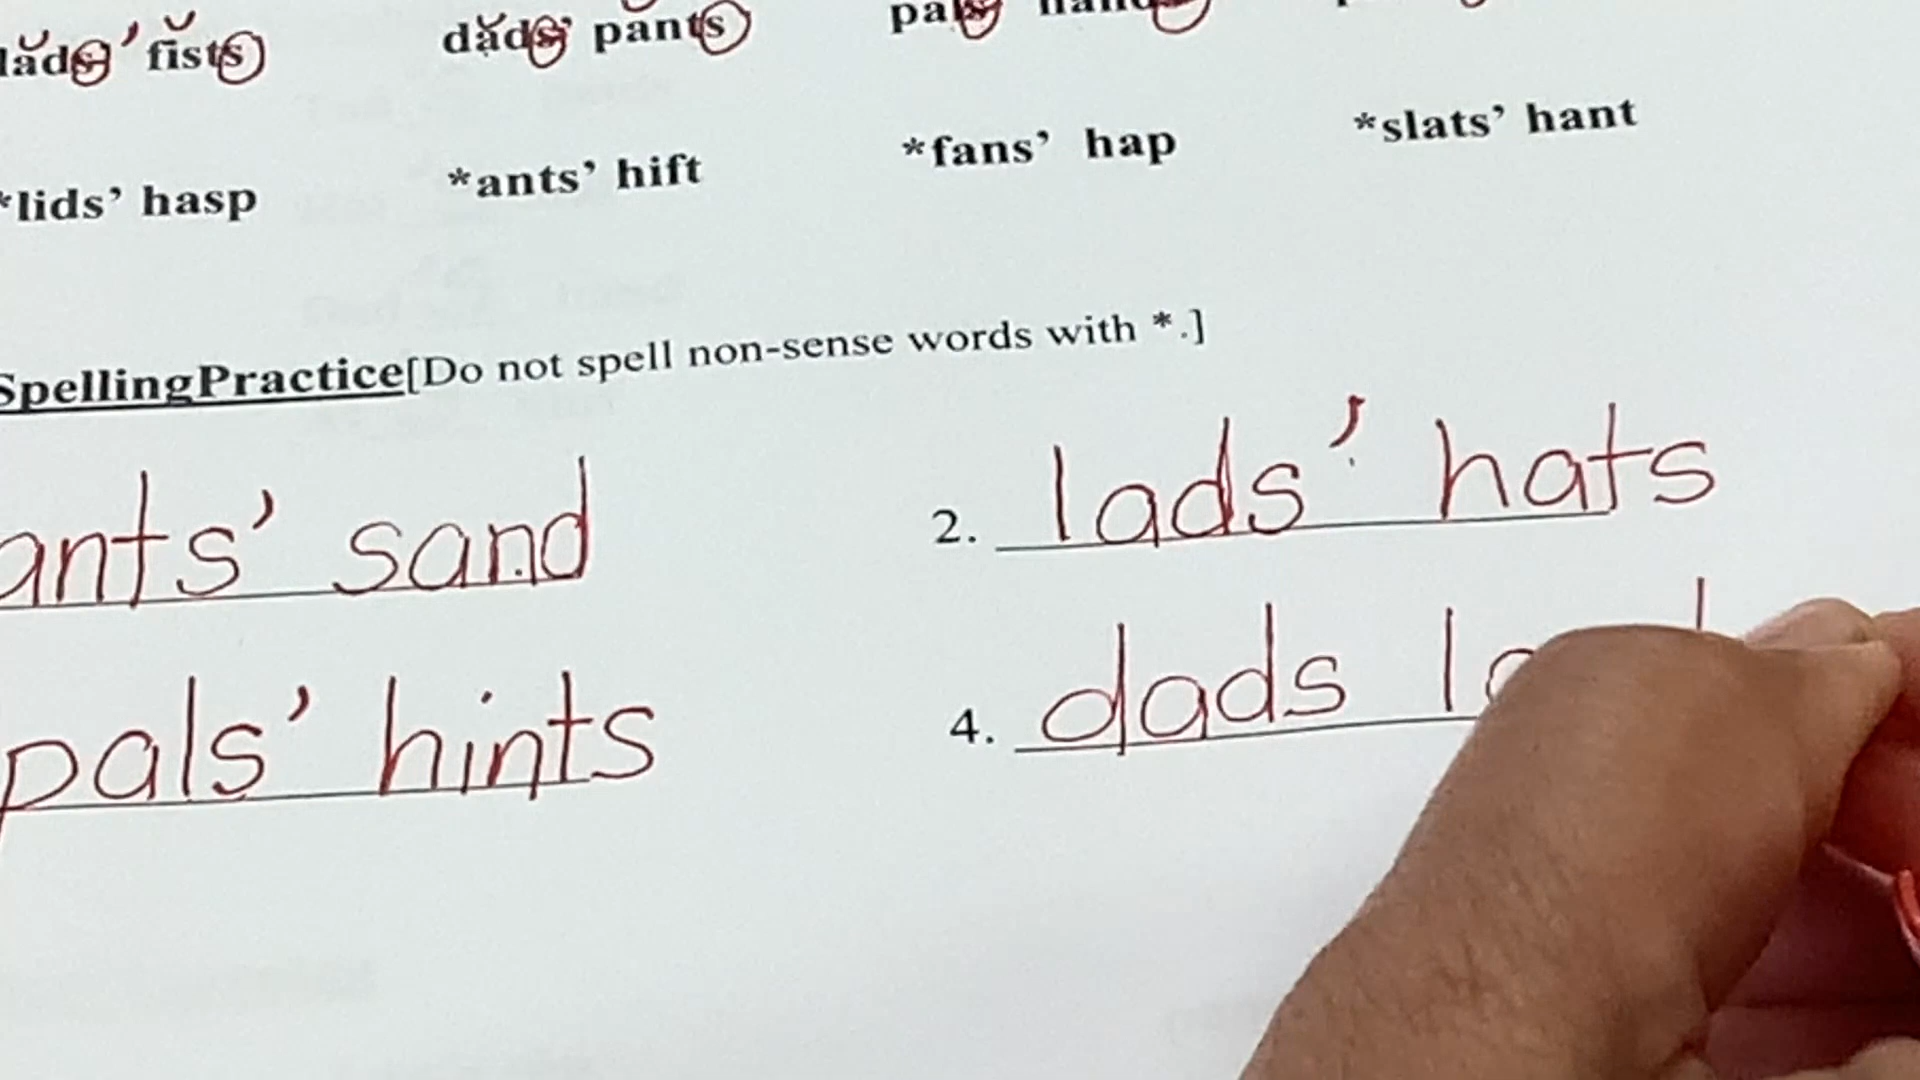 lads' fists dads' pants
*lids' hasp *ants' hift *fans' hap *slats' hant
Spelling Practice[Do not spell non-sense words with *.]
ants' sand 2. lads' hats
pals' hints 4. dads